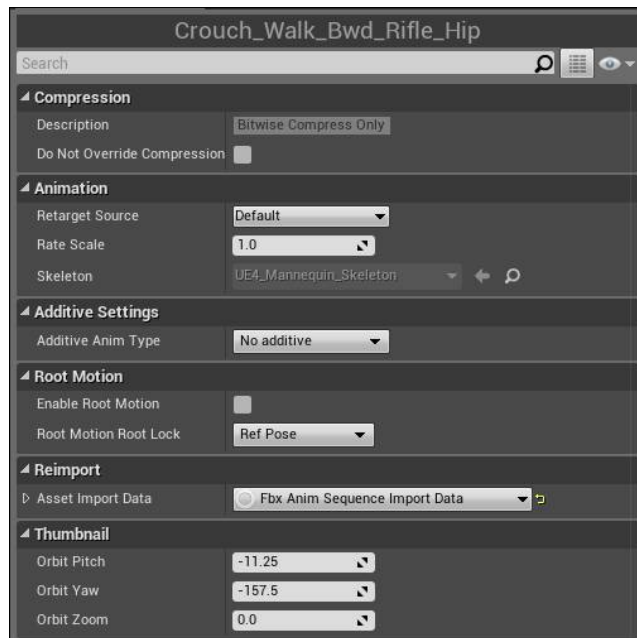 Crouch_Walk_Bwd_Rifle_Hip
Search
Compression
Description Bitwise Compress Only
Do Not Override Compression
Animation
Retarget Source Default
Rate Scale 1.0
Skeleton UE4_Mannequin_Skeleton
Additive Settings
Additive Anim Type No additive
Root Motion
Enable Root Motion
Root Motion Root Lock Ref Pose
Reimport
Asset Import Data Fbx Anim Sequence Import Data
Thumbnail
Orbit Pitch -11.25
Orbit Yaw -157.5
Orbit Zoom 0.0